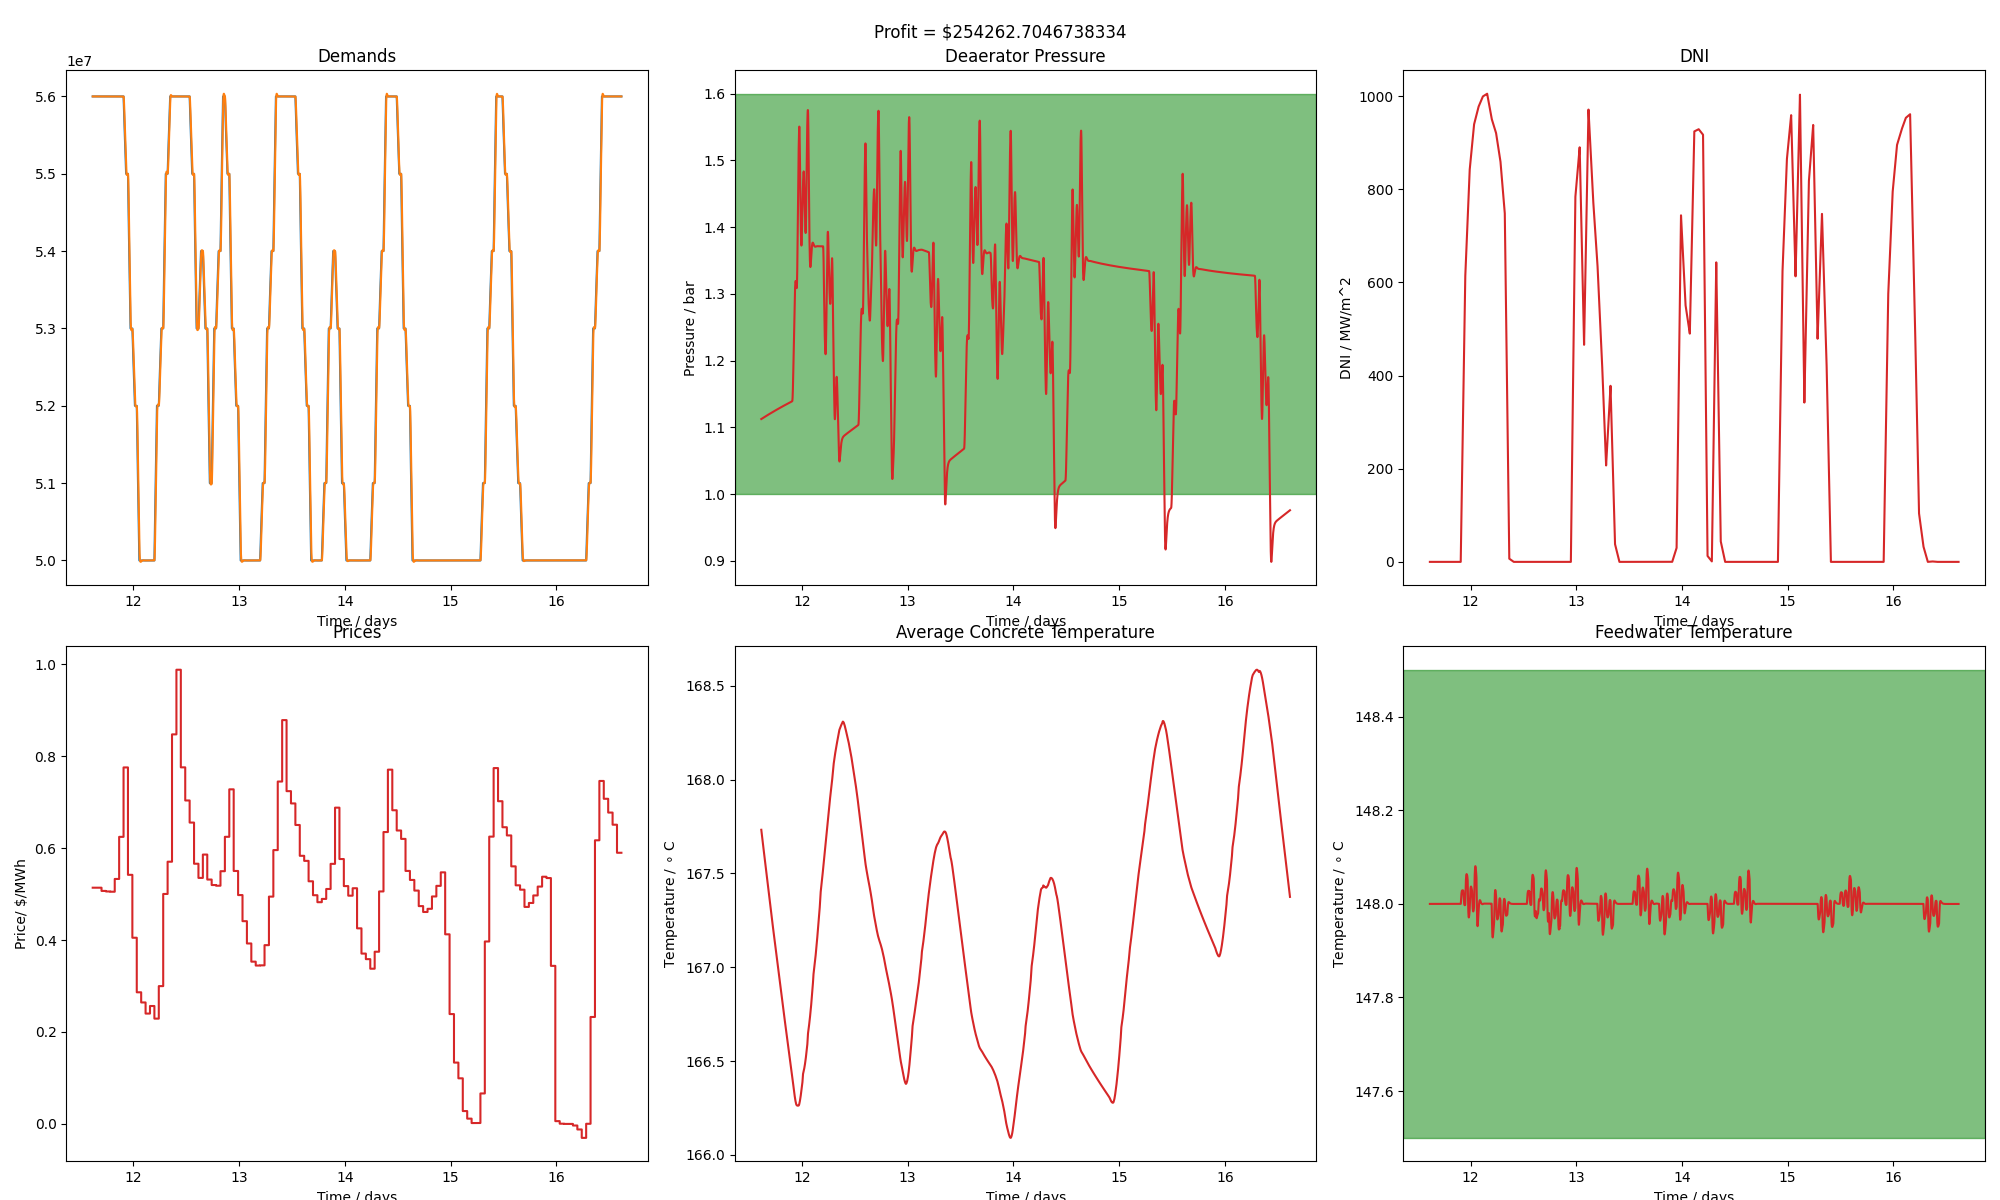 Profit = $254262.7046738334
Demands
1e7
5.6
5.5
5.4
5.3
5.2
5.1
5.0
12 13 14 15 16
Time / days
Deaerator Pressure
Pressure / bar
1.6
1.5
1.4
1.3
1.2
1.1
1.0
0.9
12 13 14 15 16
Time / days
DNI
DNI / MW/m^2
1000
800
600
400
200
0
12 13 14 15 16
Time / days
Prices
Price/ $/MWh
1.0
0.8
0.6
0.4
0.2
0.0
12 13 14 15 16
Time / days
Average Concrete Temperature
Temperature / ∘ C
168.5
168.0
167.5
167.0
166.5
166.0
12 13 14 15 16
Time / days
Feedwater Temperature
Temperature / ∘ C
148.4
148.2
148.0
147.8
147.6
12 13 14 15 16
Time / days